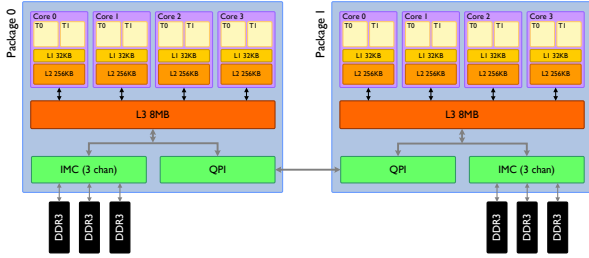 Package 0
Core 0 Core 1 Core 2 Core 3
T0 T1 T0 T1 T0 T1 T0 T1
L1 32KB L1 32KB L1 32KB L1 32KB
L2 256KB L2 256KB L2 256KB L2 256KB
L3 8MB
IMC (3 chan) QPI
DDR3 DDR3 DDR3
Package 1
Core 0 Core 1 Core 2 Core 3
T0 T1 T0 T1 T0 T1 T0 T1
L1 32KB L1 32KB L1 32KB L1 32KB
L2 256KB L2 256KB L2 256KB L2 256KB
L3 8MB
QPI IMC (3 chan)
DDR3 DDR3 DDR3